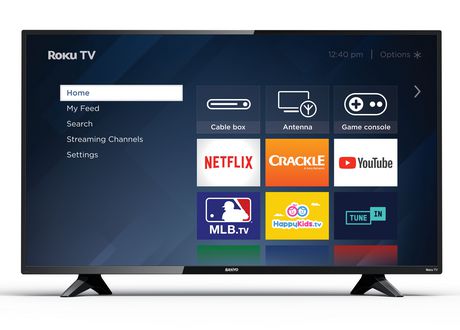 Roku TV
12:40 pm
Options
Home
My Feed
Search
Streaming Channels
Settings
Cable box
Antenna
Game console
NETFLIX
CRACKLE
YouTube
MLB.TV
HappyKids.tv
TUNE IN
SANYO
Roku TV